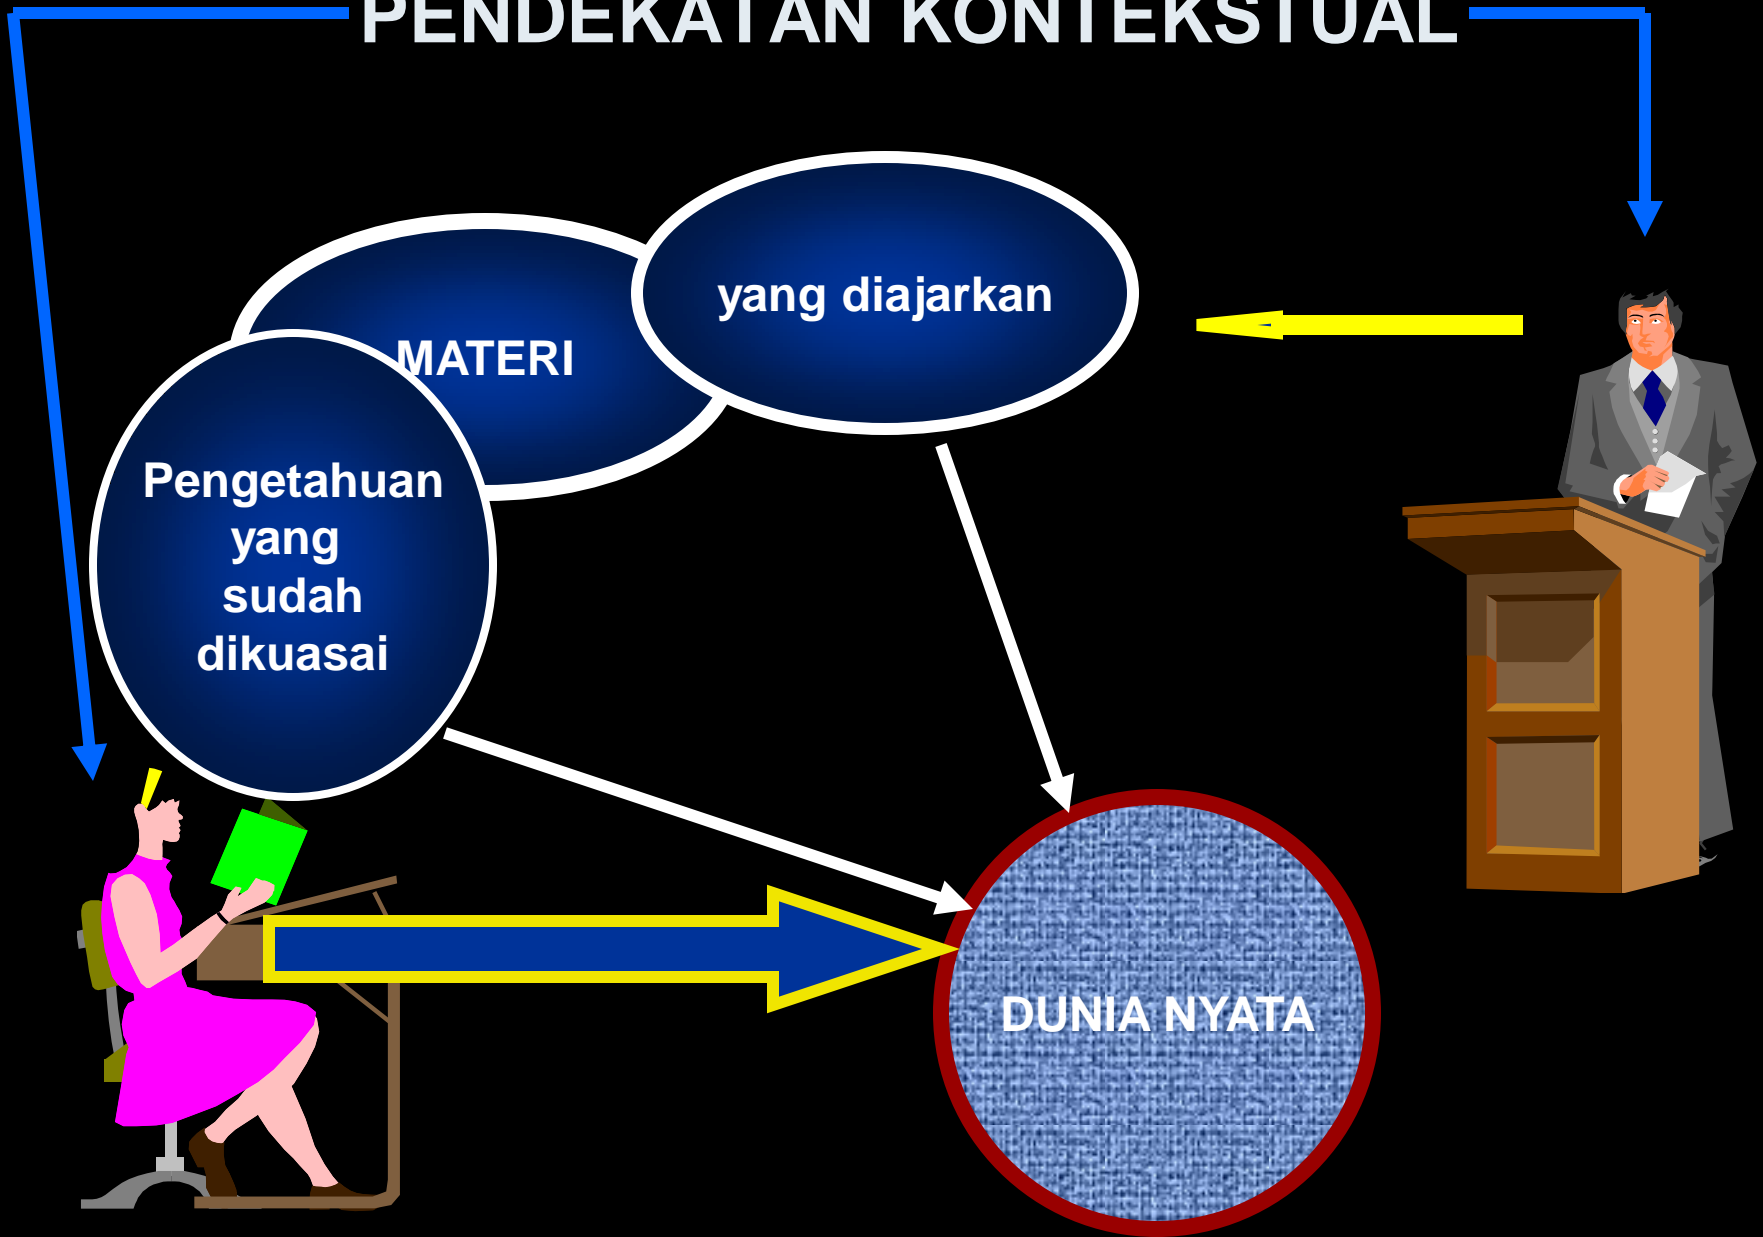 PENDEKATAN KONTEKSTUAL
yang diajarkan
MATERI
Pengetahuan
yang
sudah
dikuasai
DUNIA NYATA